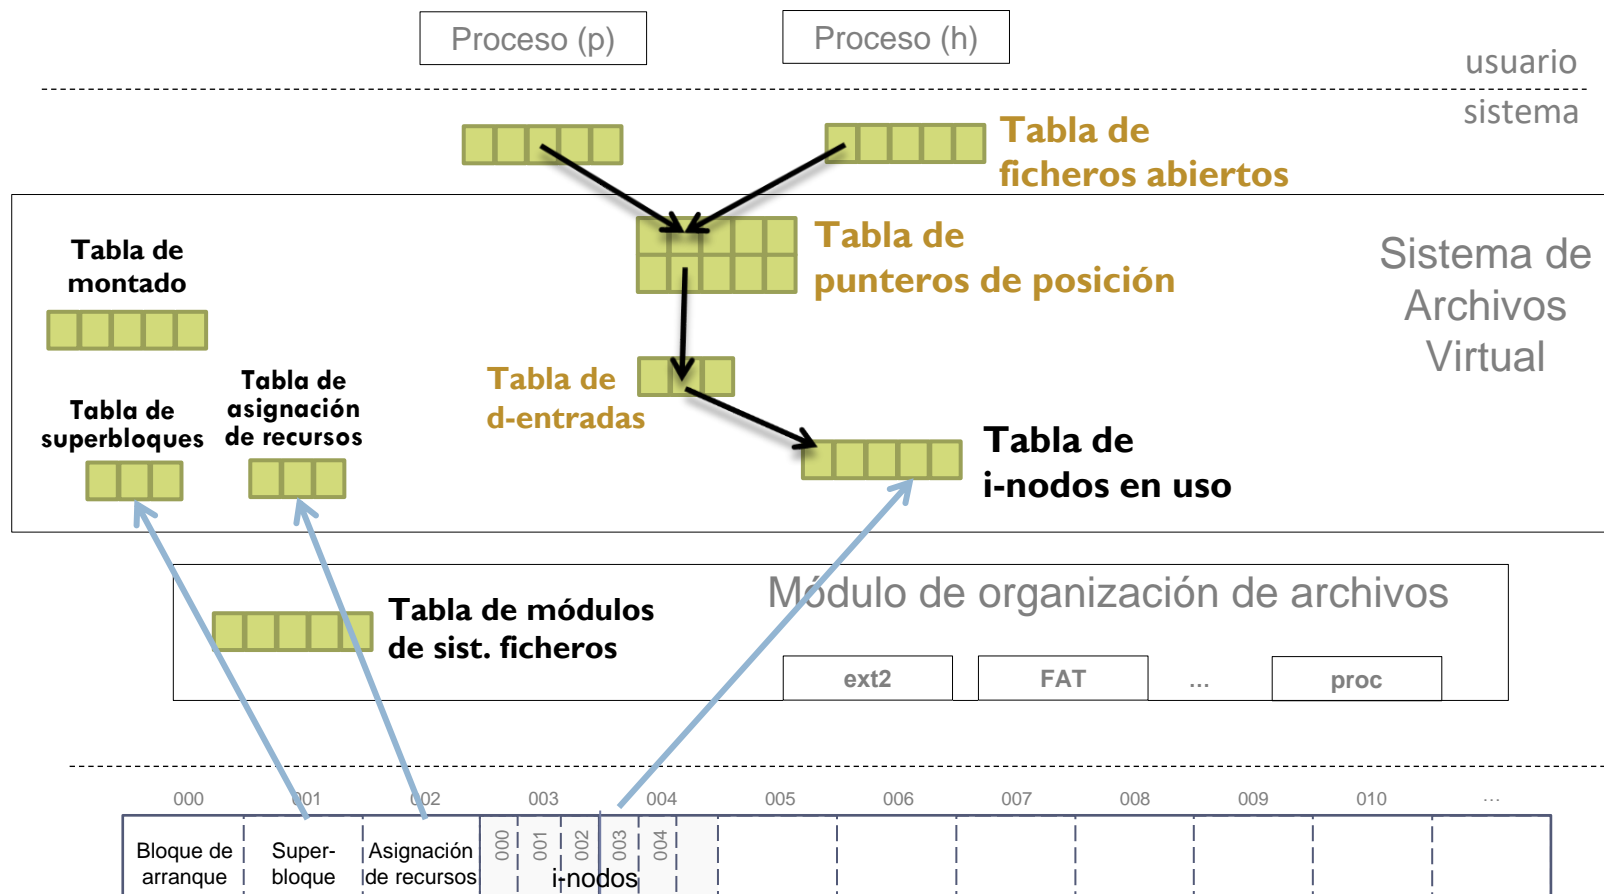 Proceso (p)
Proceso (h)
usuario
sistema
Tabla de
ficheros abiertos
Tabla de
montado
Tabla de
punteros de posición
Sistema de
Archivos
Virtual
Tabla de
superbloques
Tabla de
asignación
de recursos
Tabla de
d-entradas
Tabla de
i-nodos en uso
Módulo de organización de archivos
Tabla de módulos
de sist. ficheros
ext2
FAT
...
proc
000
001
002
003
004
005
006
007
008
009
010
...
Bloque de
arranque
Super-
bloque
Asignación
de recursos
000
001
002
003
004
i-nodos